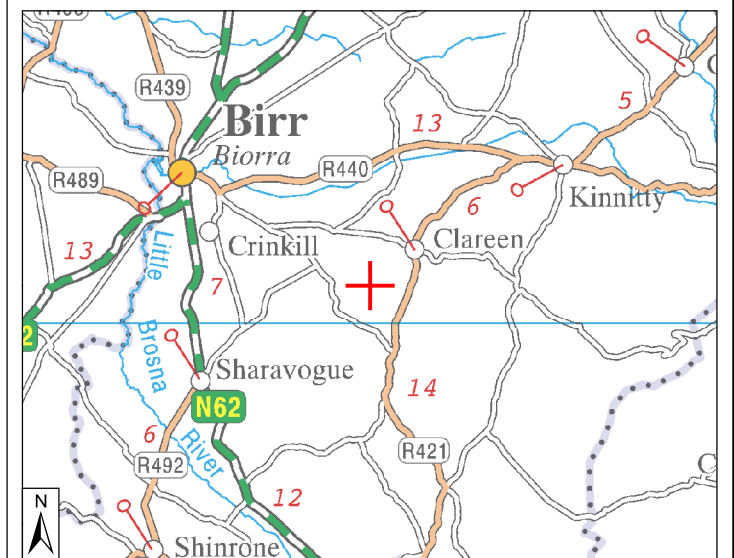 R439
5
Birr
13
Biorra
R440
R489
Kinnitty
6
Crinkill
Clareen
13
Little
7
Brosna
Sharavogue
14
N62
6
River
R421
R492
12
N
Shinrone